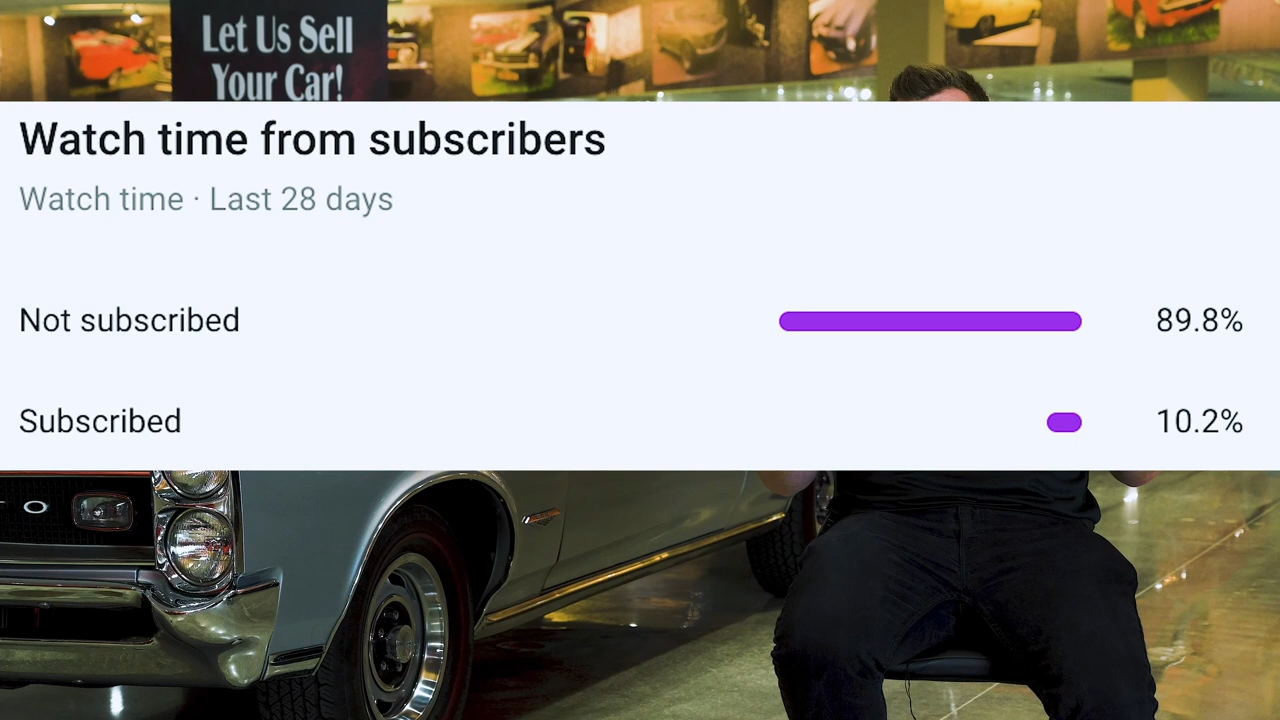 Let Us Sell
Your Car!
Watch time from subscribers
Watch time · Last 28 days
Not subscribed 89.8%
Subscribed 10.2%
T O